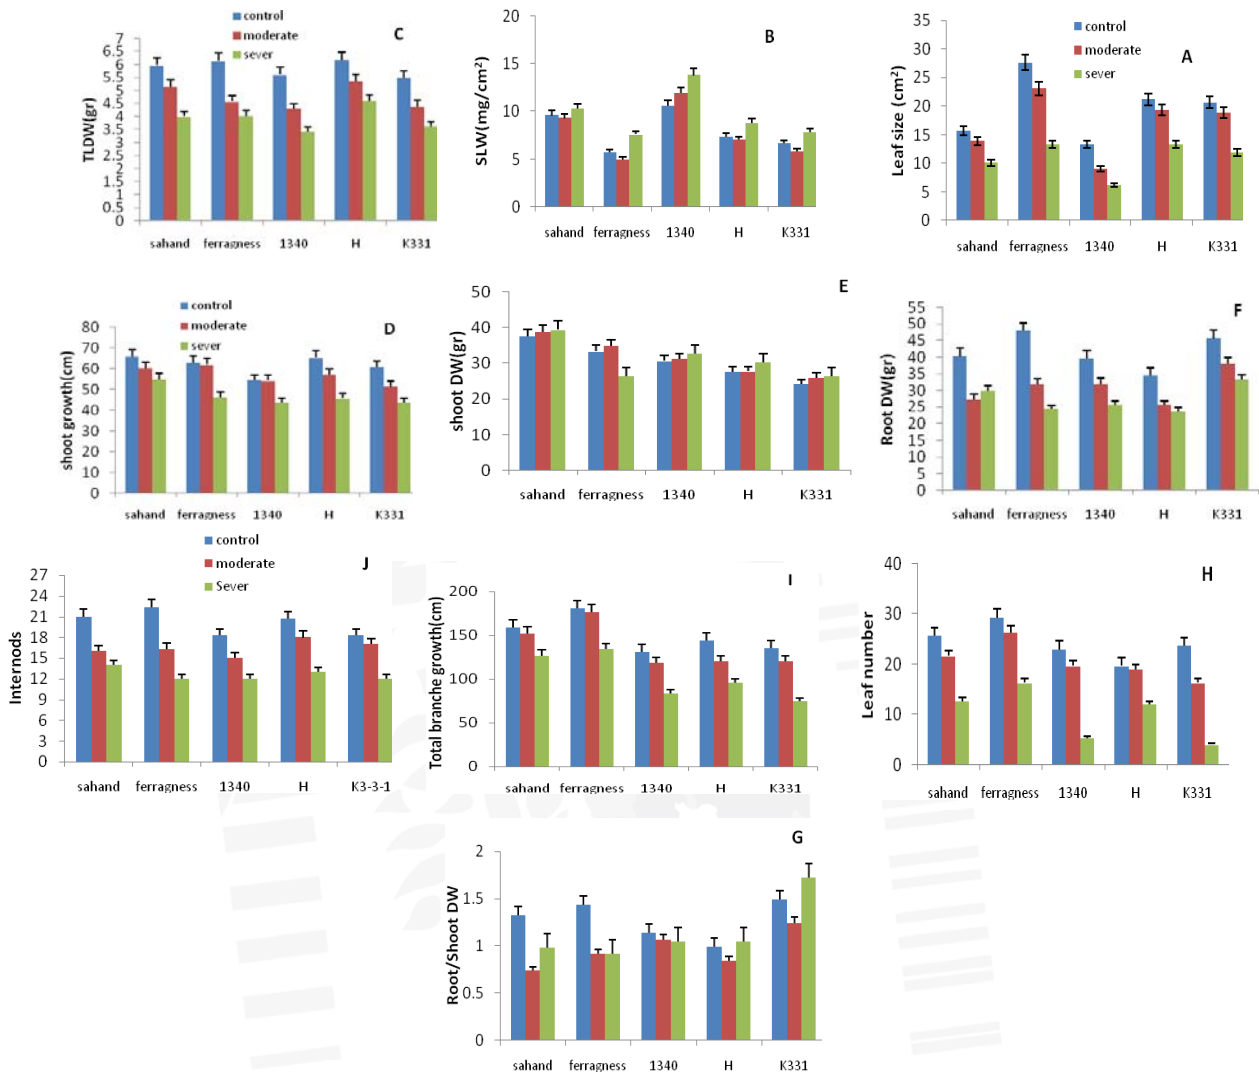 control
moderate
sever
C
TLDW(gr)
7
6.5
6
5.5
5
4.5
4
3.5
3
2.5
2
1.5
1
0.5
0
sahand ferragness 1340 H K331
B
SLW(mg/cm²)
20
15
10
5
0
sahand ferragness 1340 H K331
control
moderate
sever
A
Leaf size (cm²)
35
30
25
20
15
10
5
0
sahand ferragness 1340 H K331
control
moderate
sever
D
shoot growth(cm)
80
70
60
50
40
30
20
10
0
sahand ferragness 1340 H K331
E
shoot DW(gr)
50
40
30
20
10
0
sahand ferragness 1340 H K331
F
Root DW(gr)
55
50
45
40
35
30
25
20
15
10
5
0
sahand ferragness 1340 H K331
control
moderate
Sever
J
Internods
27
24
21
18
15
12
9
6
3
0
sahand ferragness 1340 H K3-3-1
I
Total branche growth(cm)
200
150
100
50
0
sahand ferragness 1340 H K331
H
Leaf number
40
30
20
10
0
sahand ferragness 1340 H K331
G
Root/Shoot DW
2
1.5
1
0.5
0
sahand ferragness 1340 H K331